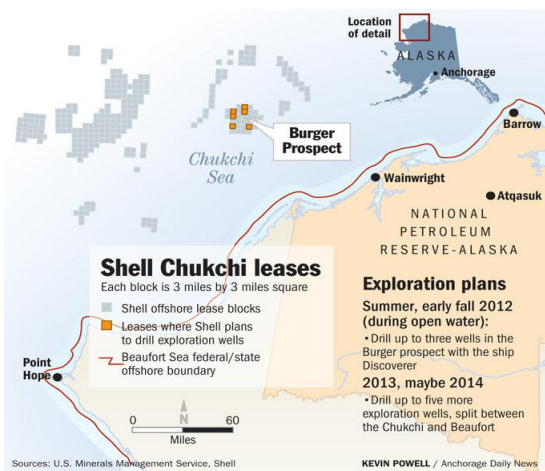 Location
of detail
ALASKA
Anchorage
Burger
Prospect
Chukchi
Sea
Barrow
Wainwright
Atqasuk
NATIONAL
PETROLEUM
RESERVE-ALASKA
Shell Chukchi leases
Each block is 3 miles by 3 miles square
Shell offshore lease blocks
Leases where Shell plans
to drill exploration wells
Beaufort Sea federal/state
offshore boundary
Point
Hope
N
0 60
Miles
Exploration plans
Summer, early fall 2012
(during open water):
•Drill up to three wells in the
Burger prospect with the ship
Discoverer
2013, maybe 2014
•Drill up to five more
exploration wells, split between
the Chukchi and Beaufort
Sources: U.S. Minerals Management Service, Shell
KEVIN POWELL / Anchorage Daily News